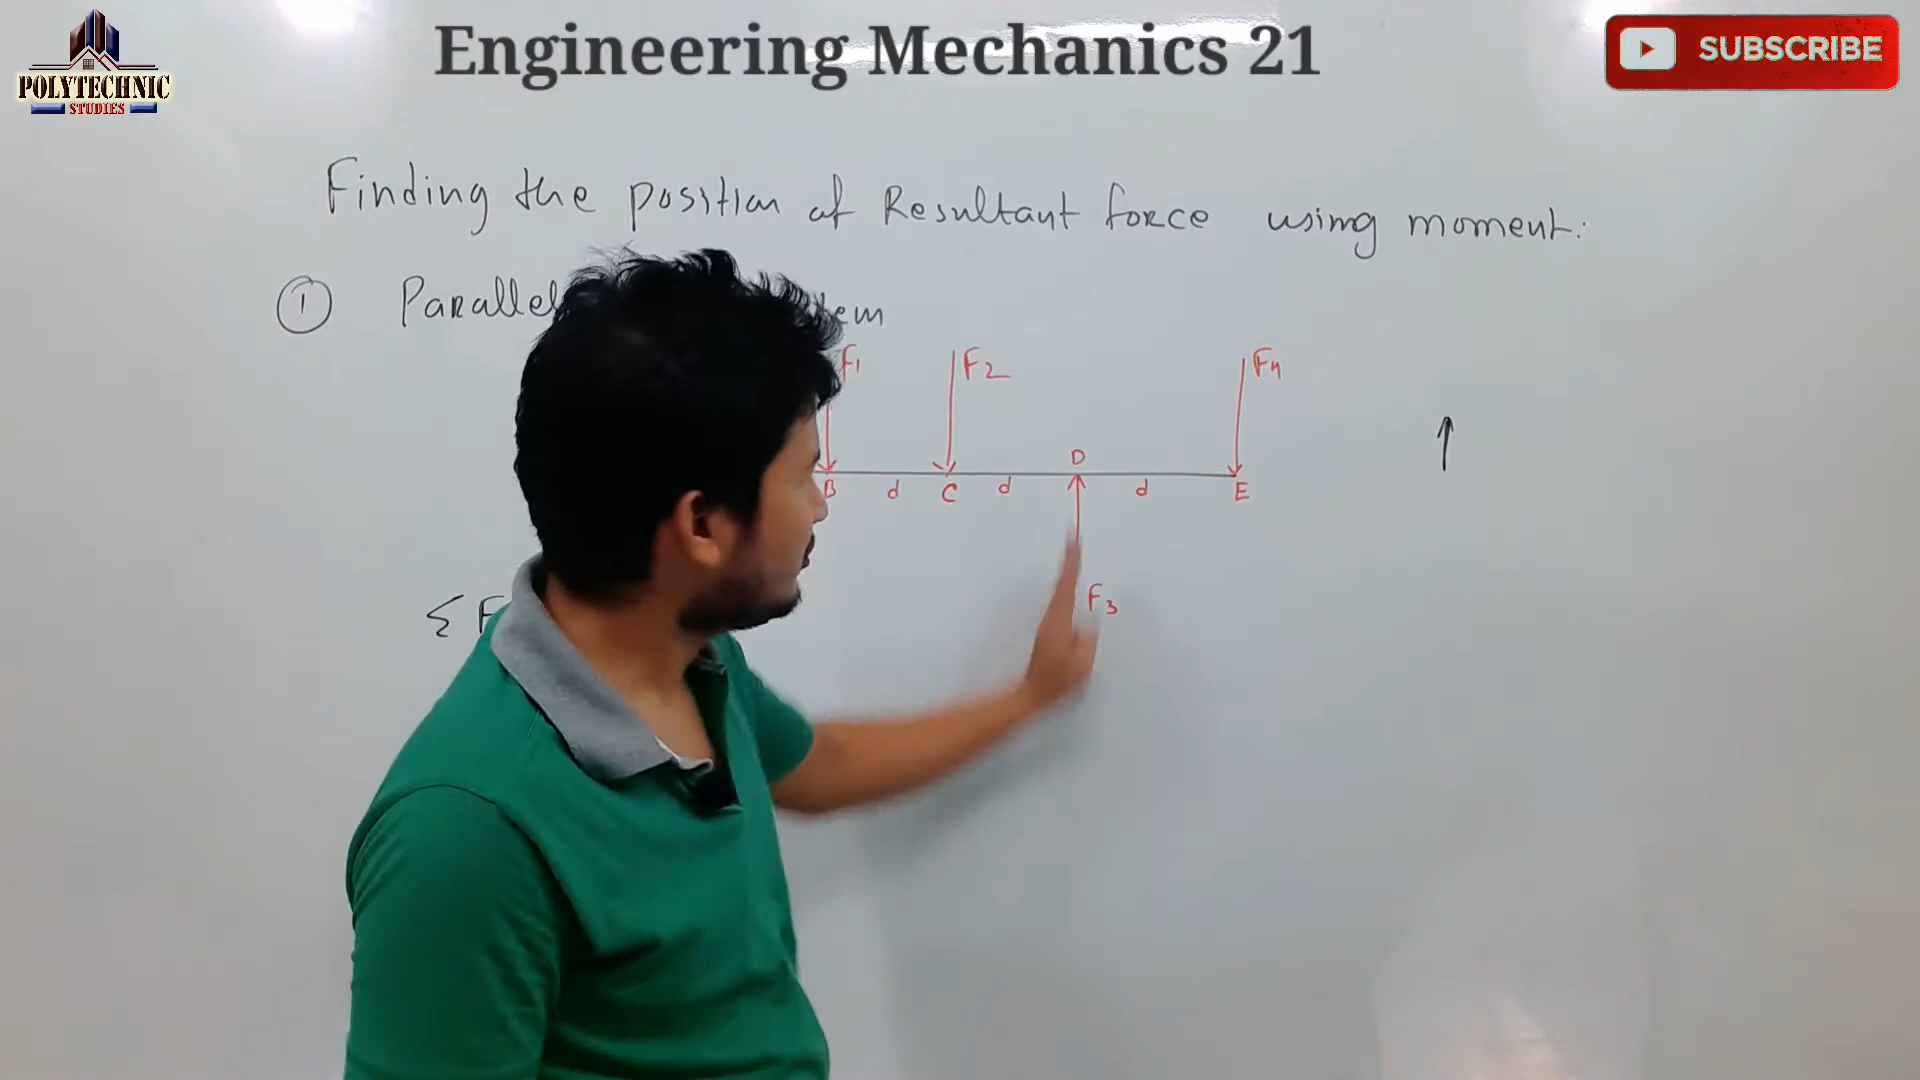 Engineering Mechanics 21
POLYTECHNIC
STUDIES
SUBSCRIBE
Finding the position of Resultant force using moment:
① Parallel
F1 F2 F4
D
B d C d d E
F3
Σ F